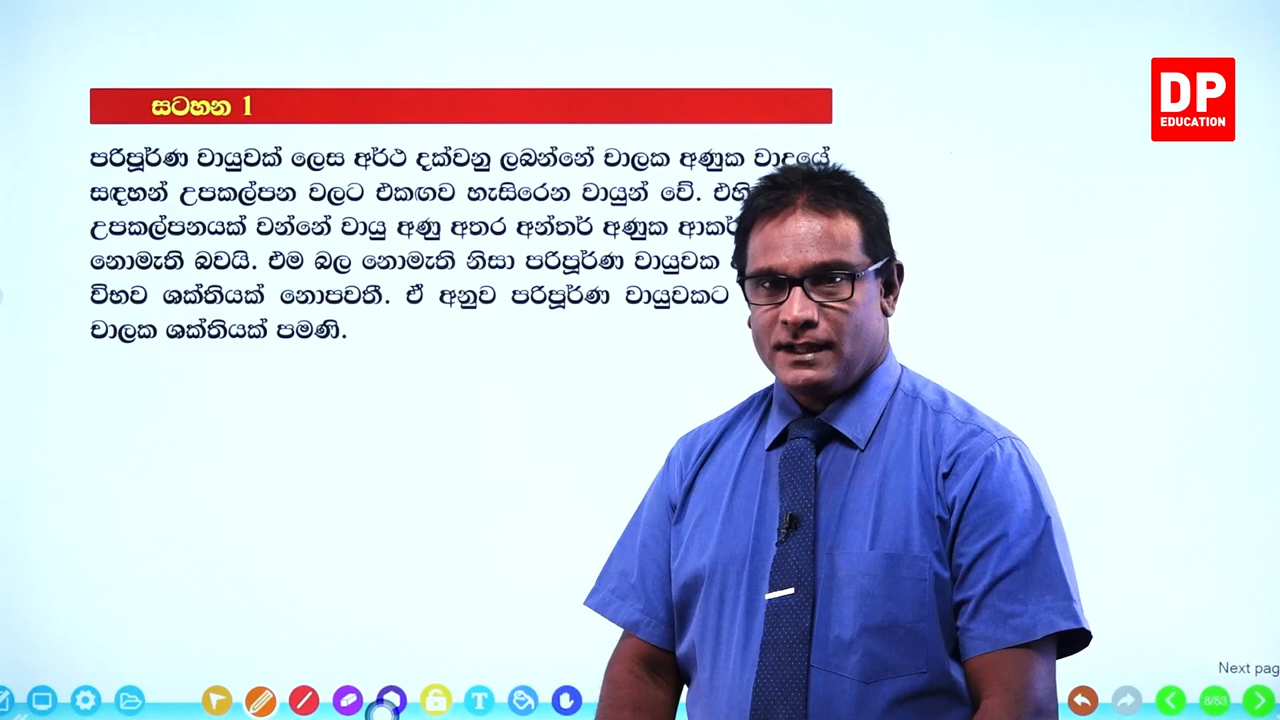 සටහන 1
පරිපූර්ණ වායුවක් ලෙස අර්ථ දක්වනු ලබන්නේ චාලක අණුක වාදයේ
සඳහන් උපකල්පන වලට එකඟව හැසිරෙන වායුන් වේ.
උපකල්පනයක් වන්නේ වායු අණු අතර අන්තර් අණුක
නොමැති බවයි. එම බල නොමැති නිසා පරිපූර්ණ වායුවක
විභව ශක්තියක් නොපවතී. ඒ අනුව පරිපූර්ණ වායුවකට
චාලක ශක්තියක් පමණි.
DP
EDUCATION
Next
8/53